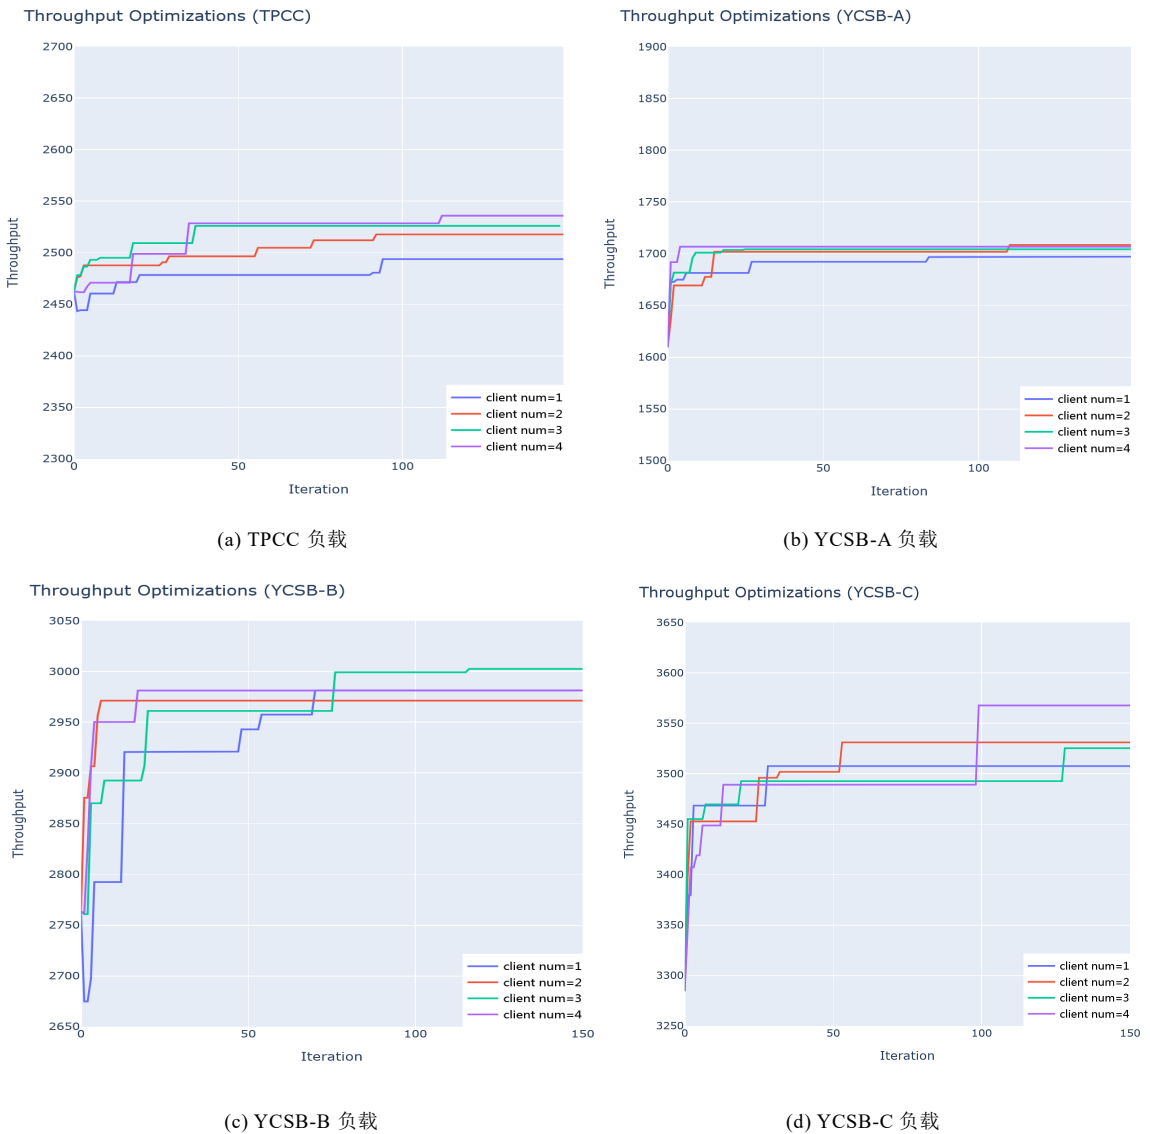 Throughput Optimizations (TPCC)
2700
2650
2600
2550
2500
2450
2400
2350
2300
Throughput
0
50
100
Iteration
client num=1
client num=2
client num=3
client num=4
(a) TPCC 负载
Throughput Optimizations (YCSB-A)
1900
1850
1800
1750
1700
1650
1600
1550
1500
Throughput
0
50
100
Iteration
client num=1
client num=2
client num=3
client num=4
(b) YCSB-A 负载
Throughput Optimizations (YCSB-B)
3050
3000
2950
2900
2850
2800
2750
2700
2650
Throughput
0
50
100
150
Iteration
client num=1
client num=2
client num=3
client num=4
(c) YCSB-B 负载
Throughput Optimizations (YCSB-C)
3650
3600
3550
3500
3450
3400
3350
3300
3250
Throughput
0
50
100
150
Iteration
client num=1
client num=2
client num=3
client num=4
(d) YCSB-C 负载